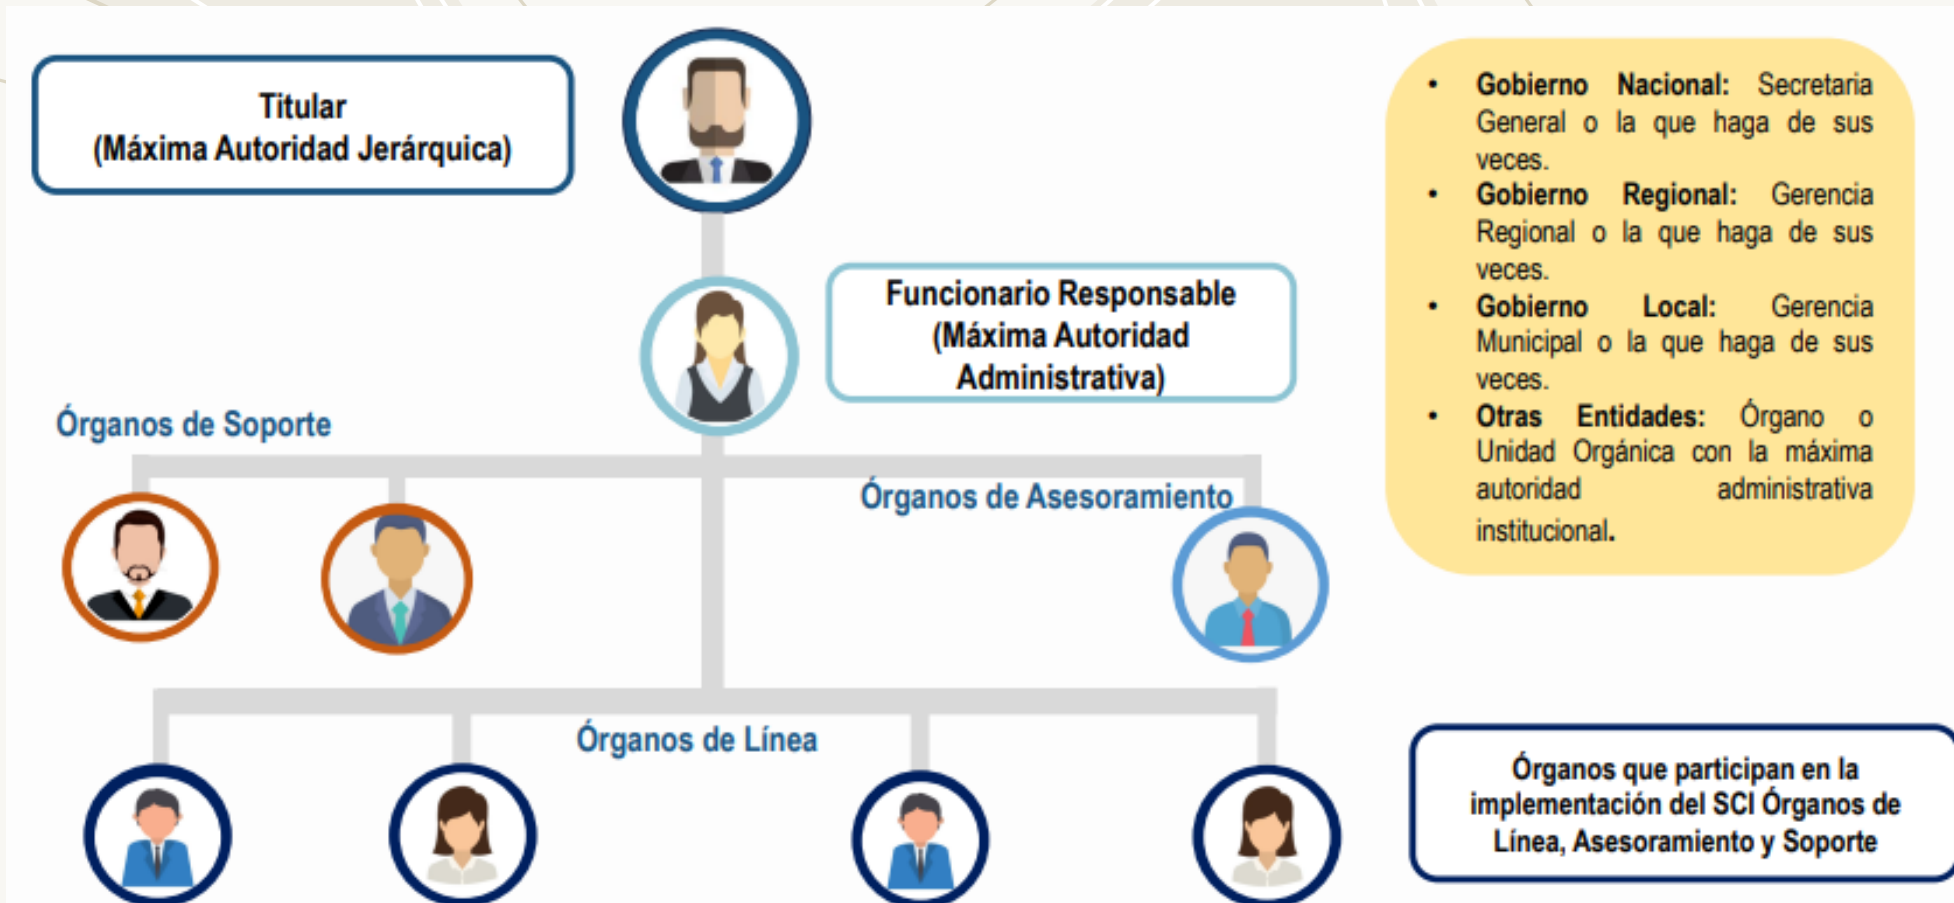 Titular
(Máxima Autoridad Jerárquica)
Funcionario Responsable
(Máxima Autoridad
Administrativa)
Órganos de Soporte
Órganos de Asesoramiento
Órganos de Línea
• Gobierno Nacional: Secretaria
General o la que haga de sus
veces.
• Gobierno Regional: Gerencia
Regional o la que haga de sus
veces.
• Gobierno Local: Gerencia
Municipal o la que haga de sus
veces.
• Otras Entidades: Órgano o
Unidad Orgánica con la máxima
autoridad administrativa
institucional.
Órganos que participan en la
implementación del SCI Órganos de
Línea, Asesoramiento y Soporte